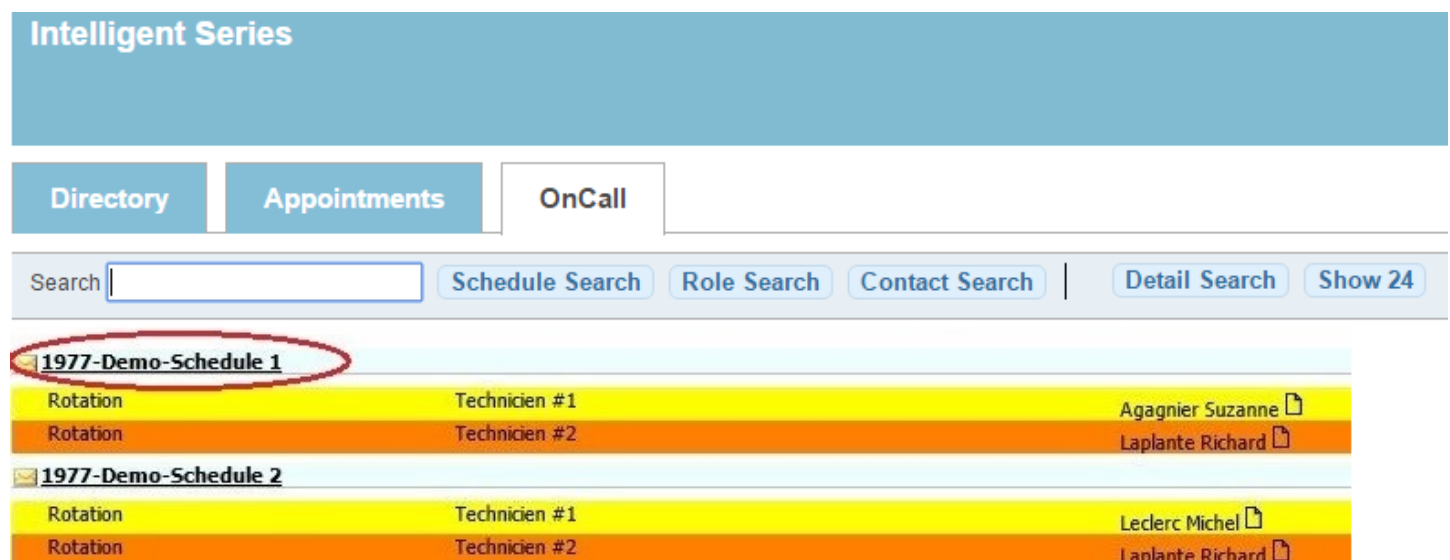 Intelligent Series
Directory Appointments OnCall
Search Schedule Search Role Search Contact Search Detail Search Show 24
1977-Demo-Schedule 1
Rotation Technicien #1 Agagnier Suzanne
Rotation Technicien #2 Laplante Richard
1977-Demo-Schedule 2
Rotation Technicien #1 Leclerc Michel
Rotation Technicien #2 Laplante Richard